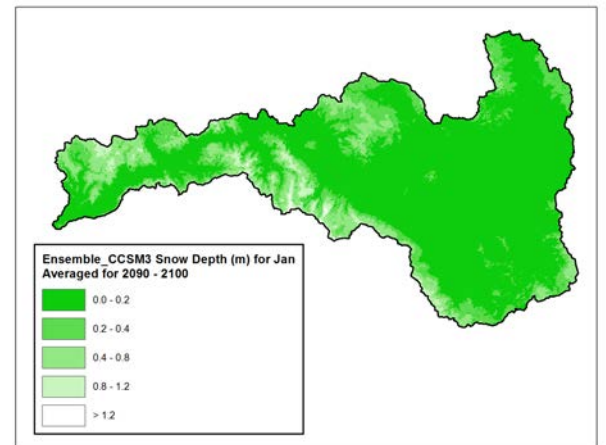 Ensemble_CCSM3 Snow Depth (m) for Jan
Averaged for 2090 - 2100
0.0 - 0.2
0.2 - 0.4
0.4 - 0.8
0.8 - 1.2
> 1.2